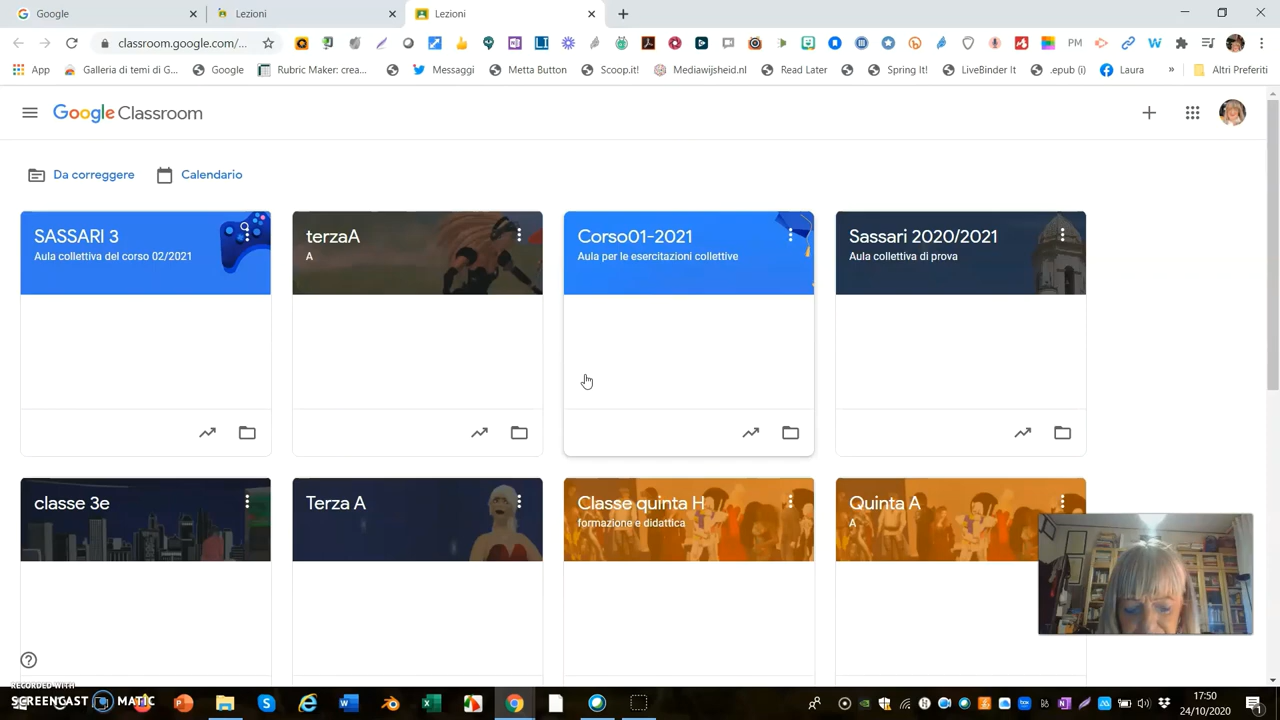 Google
Lezioni
Lezioni
classroom.google.com/...
PM
App
Galleria di temi di G...
Google
Rubric Maker: crea...
Messaggi
Metta Button
Scoop.it!
Mediawijsheid.nl
Read Later
Spring It!
LiveBinder It
.epub (i)
Laura
»
Altri Preferiti
Google Classroom
Da correggere
Calendario
SASSARI 3
Aula collettiva del corso 02/2021
terzaA
A
Corso01-2021
Aula per le esercitazioni collettive
Sassari 2020/2021
Aula collettiva di prova
classe 3e
Terza A
Classe quinta H
formazione e didattica
Quinta A
A
RECORDED WITH
SCREENCAST MATIC
17:50
24/10/2020